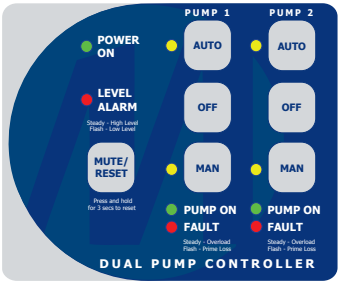 PUMP 1 PUMP 2
POWER
ON
AUTO AUTO
LEVEL
ALARM
Steady - High Level
Flash - Low Level
OFF OFF
MUTE/
RESET
MAN MAN
Press and hold
for 3 secs to reset
PUMP ON PUMP ON
FAULT FAULT
Steady - Overload Steady - Overload
Flash - Prime Loss Flash - Prime Loss
DUAL PUMP CONTROLLER